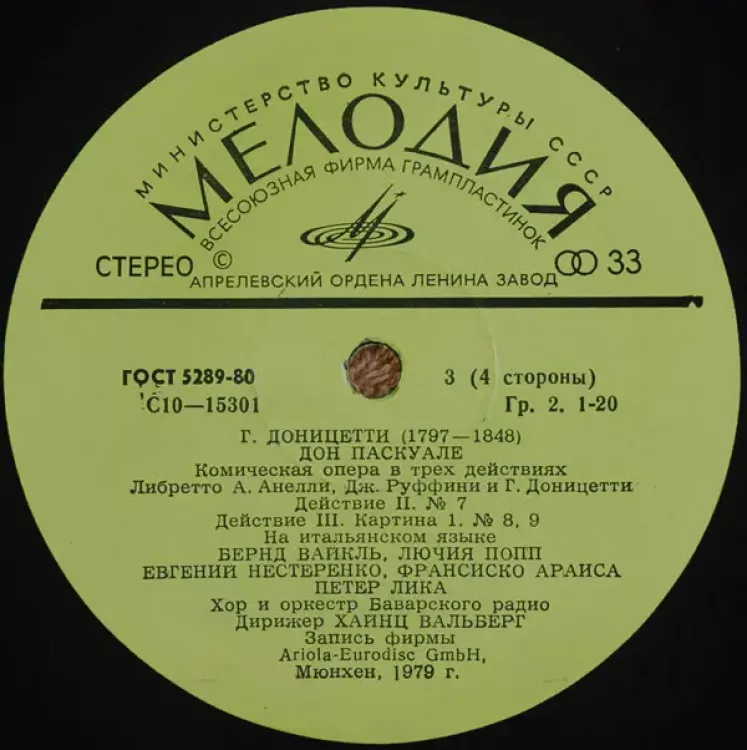 МИНИСТЕРСТВО КУЛЬТУРЫ СССР
МЕЛОДИЯ
ВСЕСОЮЗНАЯ ФИРМА ГРАМПЛАСТИНОК
СТЕРЕО © 33
АПРЕЛЕВСКИЙ ОРДЕНА ЛЕНИНА ЗАВОД
ГОСТ 5289-80 3 (4 стороны)
С10—15301 Гр. 2. 1-20
Г. ДОНИЦЕТТИ (1797—1848)
ДОН ПАСКУАЛЕ
Комическая опера в трех действиях
Либретто А. Анелли, Дж. Руффини и Г. Доницетти
Действие II. № 7
Действие III. Картина 1. № 8, 9
На итальянском языке
БЕРНД ВАЙКЛЬ, ЛЮЧИЯ ПОПП
ЕВГЕНИЙ НЕСТЕРЕНКО, ФРАНСИСКО АРАИСА
ПЕТЕР ЛИКА
Хор и оркестр Баварского радио
Дирижер ХАЙНЦ ВАЛЬБЕРГ
Запись фирмы
Ariola-Eurodisc GmbH,
Мюнхен, 1979 г.